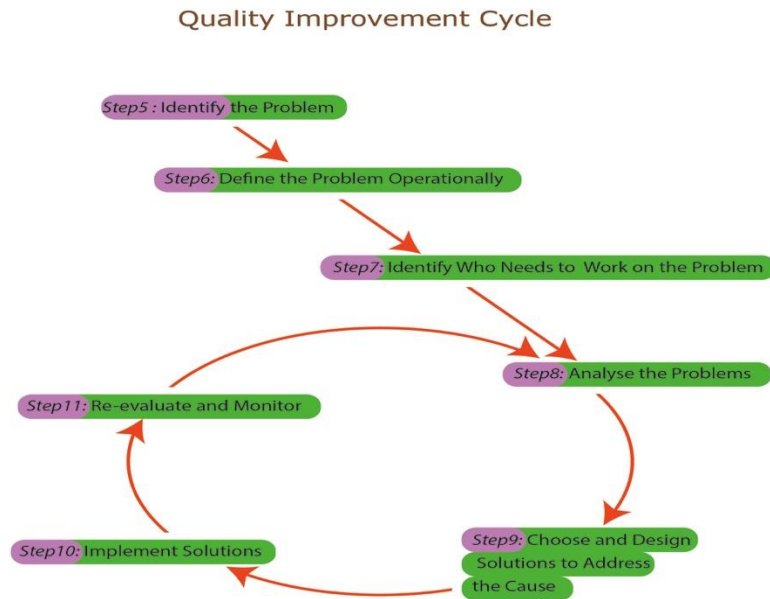 Quality Improvement Cycle
Step5 : Identify the Problem
Step6: Define the Problem Operationally
Step7: Identify Who Needs to Work on the Problem
Step8: Analyse the Problems
Step11: Re-evaluate and Monitor
Step9: Choose and Design
Solutions to Address
the Cause
Step10: Implement Solutions